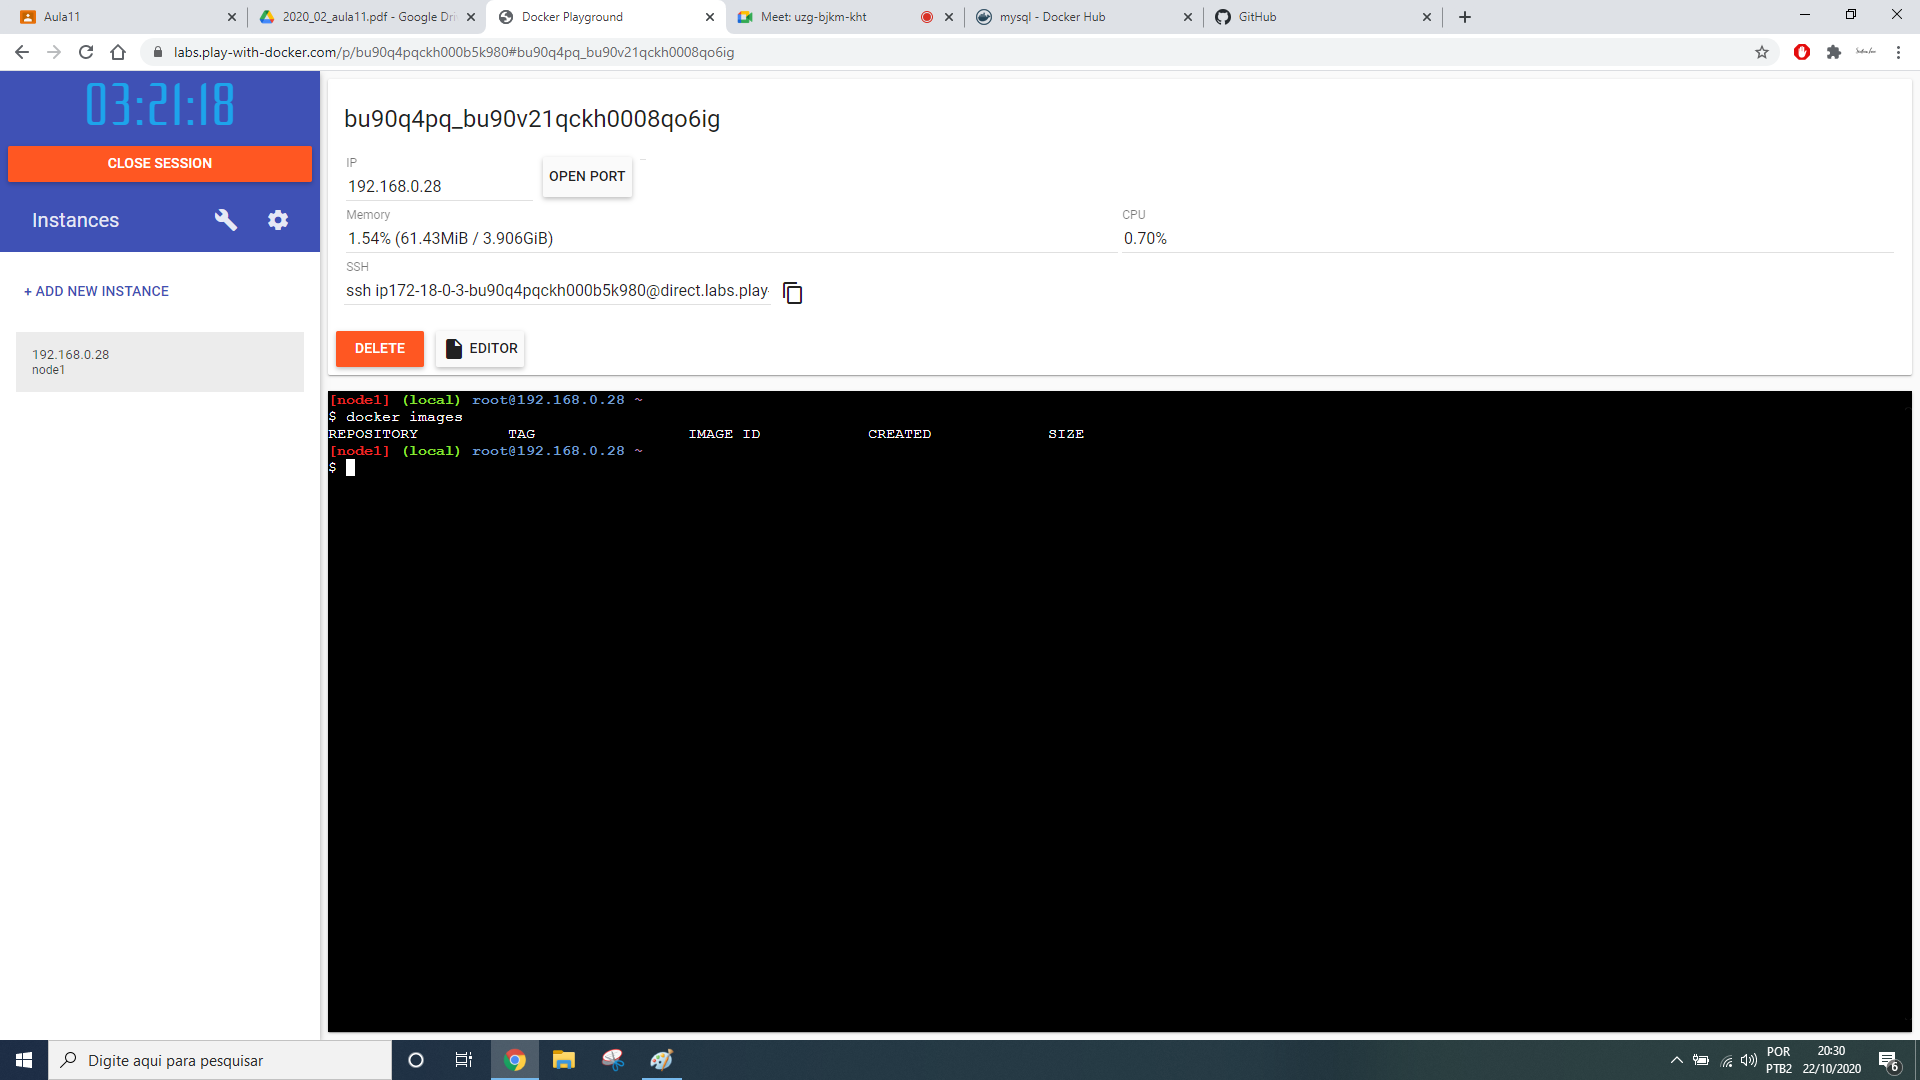 Aula11
2020_02_aula11.pdf - Google Dri
Docker Playground
Meet: uzg-bjkm-kht
mysql - Docker Hub
GitHub
labs.play-with-docker.com/p/bu90q4pqckh000b5k980#bu90q4pq_bu90v21qckh0008qo6ig
03:21:18
CLOSE SESSION
Instances
+ ADD NEW INSTANCE
192.168.0.28
node1
bu90q4pq_bu90v21qckh0008qo6ig
IP
192.168.0.28
OPEN PORT
Memory
1.54% (61.43MiB / 3.906GiB)
CPU
0.70%
SSH
ssh ip172-18-0-3-bu90q4pqckh000b5k980@direct.labs.play-
DELETE
EDITOR
[node1] (local) root@192.168.0.28 ~
$ docker images
REPOSITORY TAG IMAGE ID CREATED SIZE
[node1] (local) root@192.168.0.28 ~
$
Digite aqui para pesquisar
POR
PTB2
20:30
22/10/2020
6